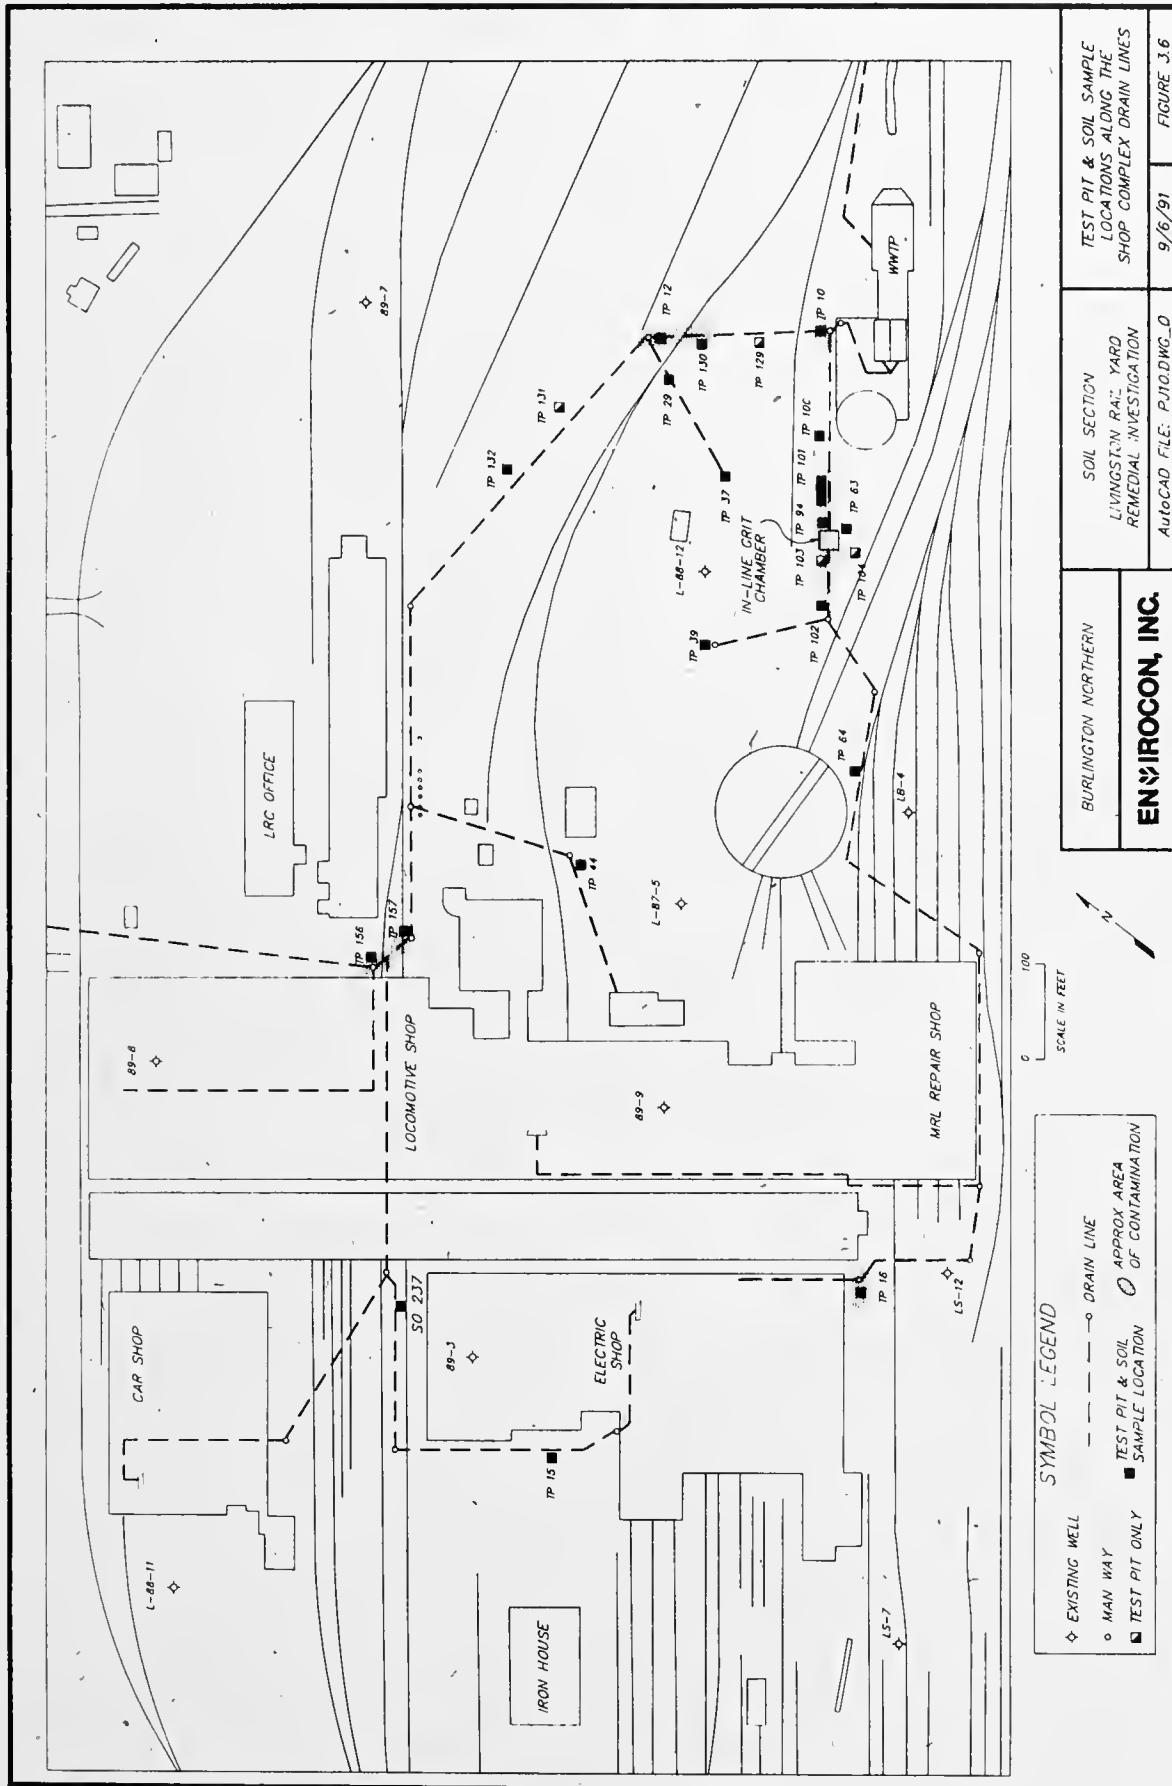 CAR SHOP
L-88-11
IRON HOUSE
LS-7
TP 15
ELECTRIC
SHOP
89-3
SO 237
TP 16
LS-12
89-8
LOCOMOTIVE SHOP
89-9
MRL REPAIR SHOP
TP 156
TP 157
LRC OFFICE
TP 44
L-87-5
TP 64
LB-4
TP 39
TP 102
L-88-12
IN-LINE GRIT
CHAMBER
TP 103
TP 104
TP 94
TP 63
TP 101
TP 37
TP 132
TP 131
TP 29
TP 12
TP 130
TP 129
TP 10
WWTP
89-7
SYMBOL LEGEND
EXISTING WELL
MAN WAY
TEST PIT ONLY
DRAIN LINE
TEST PIT & SOIL
SAMPLE LOCATION
APPROX AREA
OF CONTAMINATION
0 100
SCALE IN FEET
N
BURLINGTON NORTHERN
ENVIROCON, INC.
SOIL SECTION
LIVINGSTON RAIL YARD
REMEDIAL INVESTIGATION
AutoCAD FILE: PJ10.DWG_D
TEST PIT & SOIL SAMPLE
LOCATIONS ALONG THE
SHOP COMPLEX DRAIN LINES
9/6/91
FIGURE 3.6